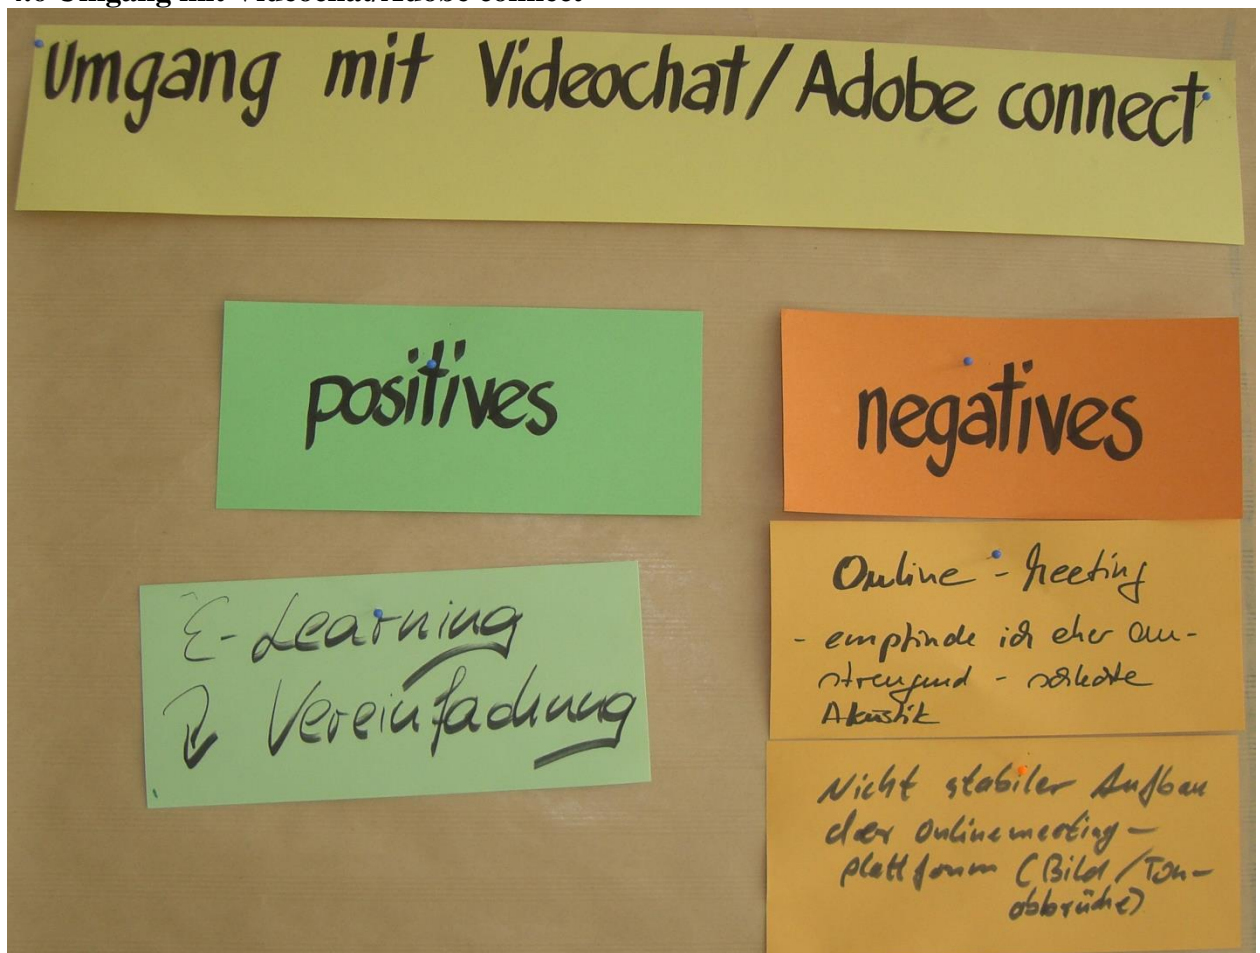 4.6 Umgang mit Videochat/Adobe connect
Umgang mit Videochat/Adobe connect
positives
negatives
E-Learning
Vereinfachung
Online - Meeting
- empfinde ich eher an-
strengend - schlechte
Akustik
Nicht stabiler Aufbau
der Onlinemeeting-
plattform (Bild/Ton-
abbrüche)